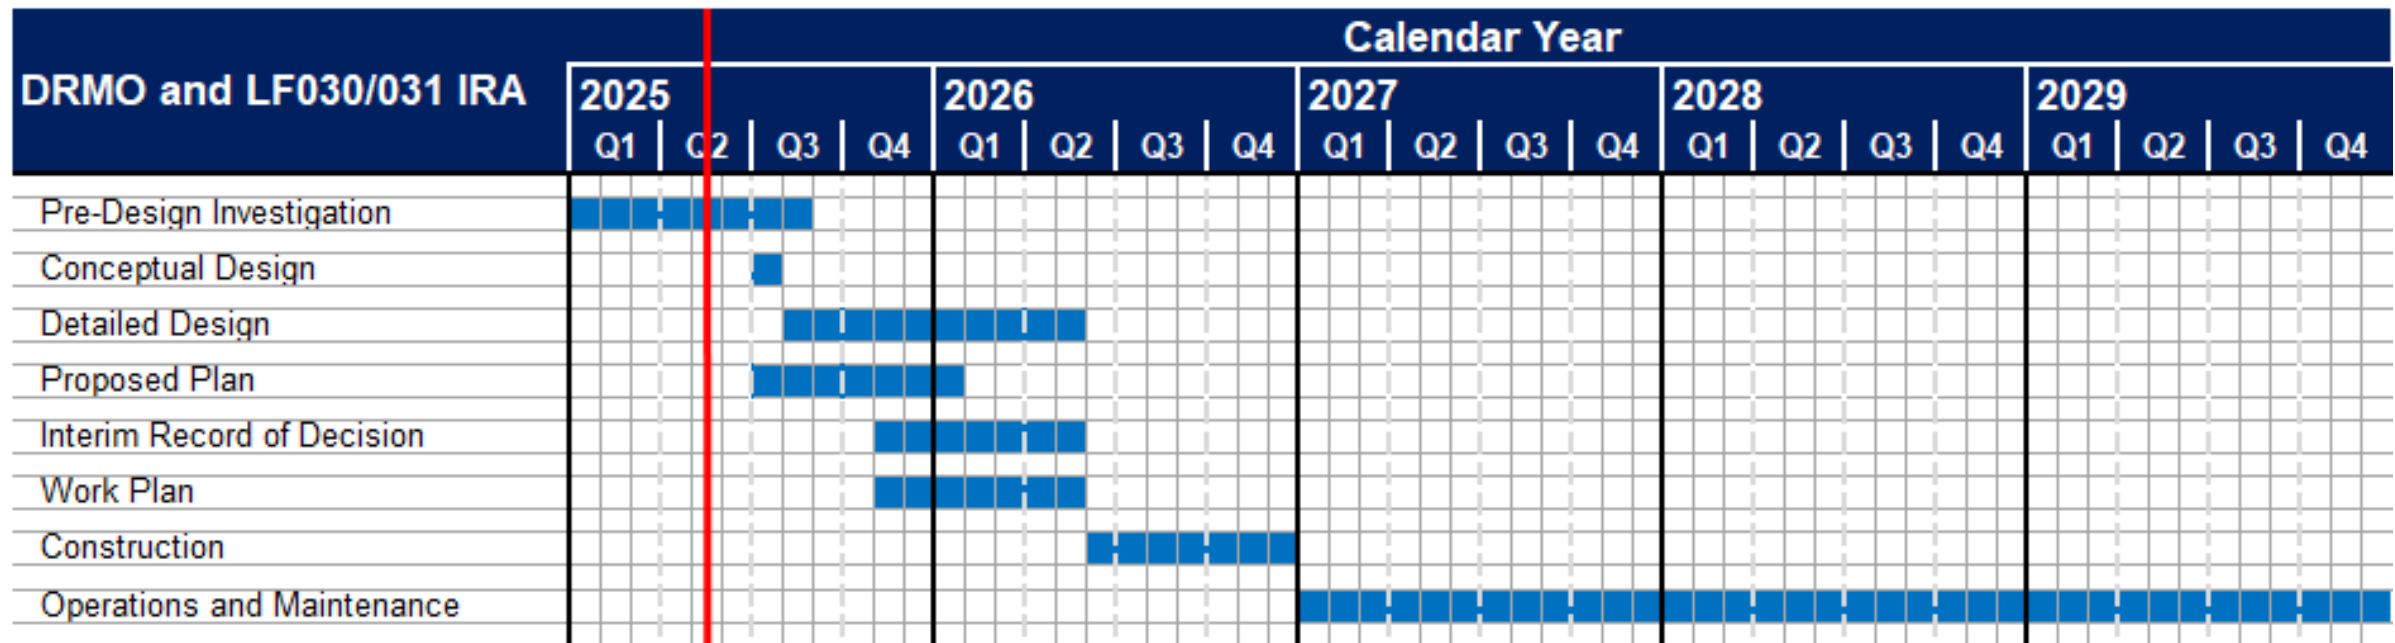 Calendar Year
DRMO and LF030/031 IRA
2025 2026 2027 2028 2029
Q1 Q2 Q3 Q4 Q1 Q2 Q3 Q4 Q1 Q2 Q3 Q4 Q1 Q2 Q3 Q4 Q1 Q2 Q3 Q4
Pre-Design Investigation
Conceptual Design
Detailed Design
Proposed Plan
Interim Record of Decision
Work Plan
Construction
Operations and Maintenance